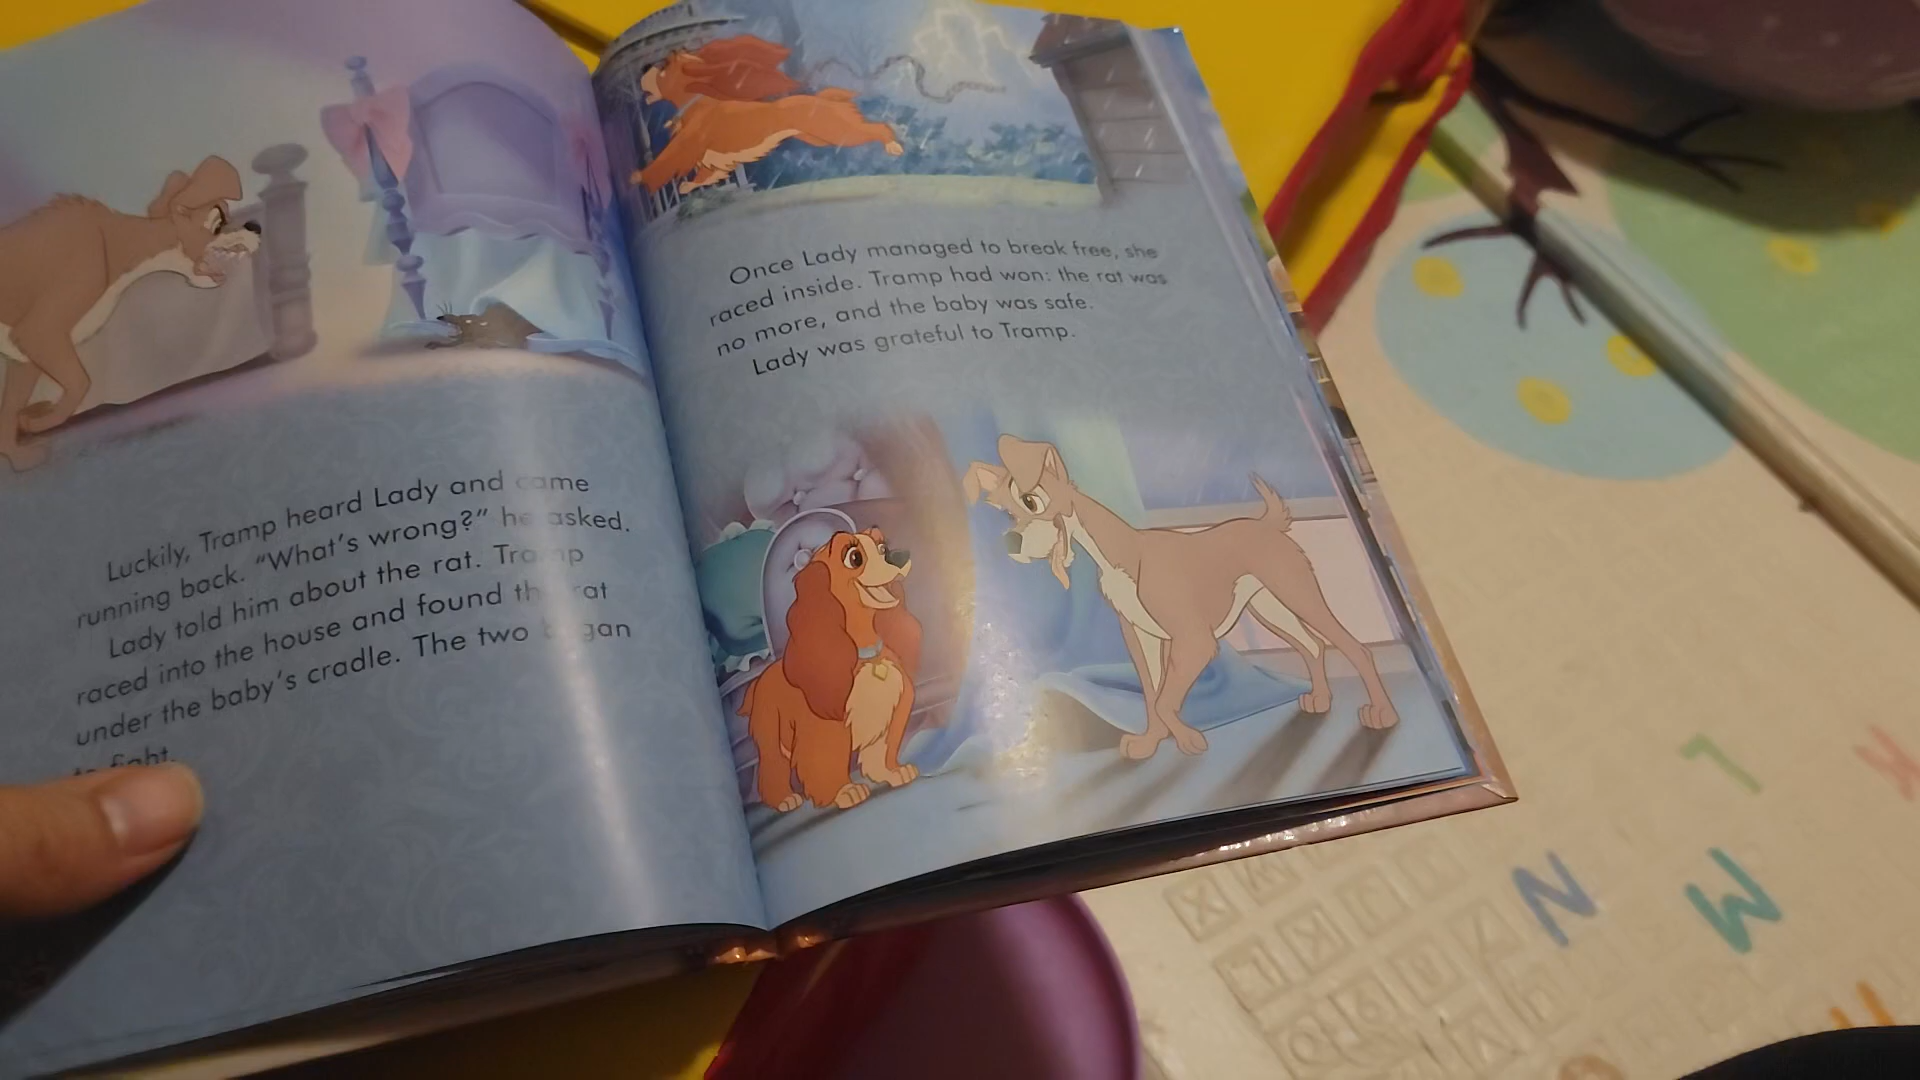 Luckily, Tramp heard Lady and came
running back. “What’s wrong?” he asked.
Lady told him about the rat. Tramp
raced into the house and found the rat
under the baby’s cradle. The two began
to fight.
Once Lady managed to break free, she
raced inside. Tramp had won: the rat was
no more, and the baby was safe.
Lady was grateful to Tramp.
L
K
N
M